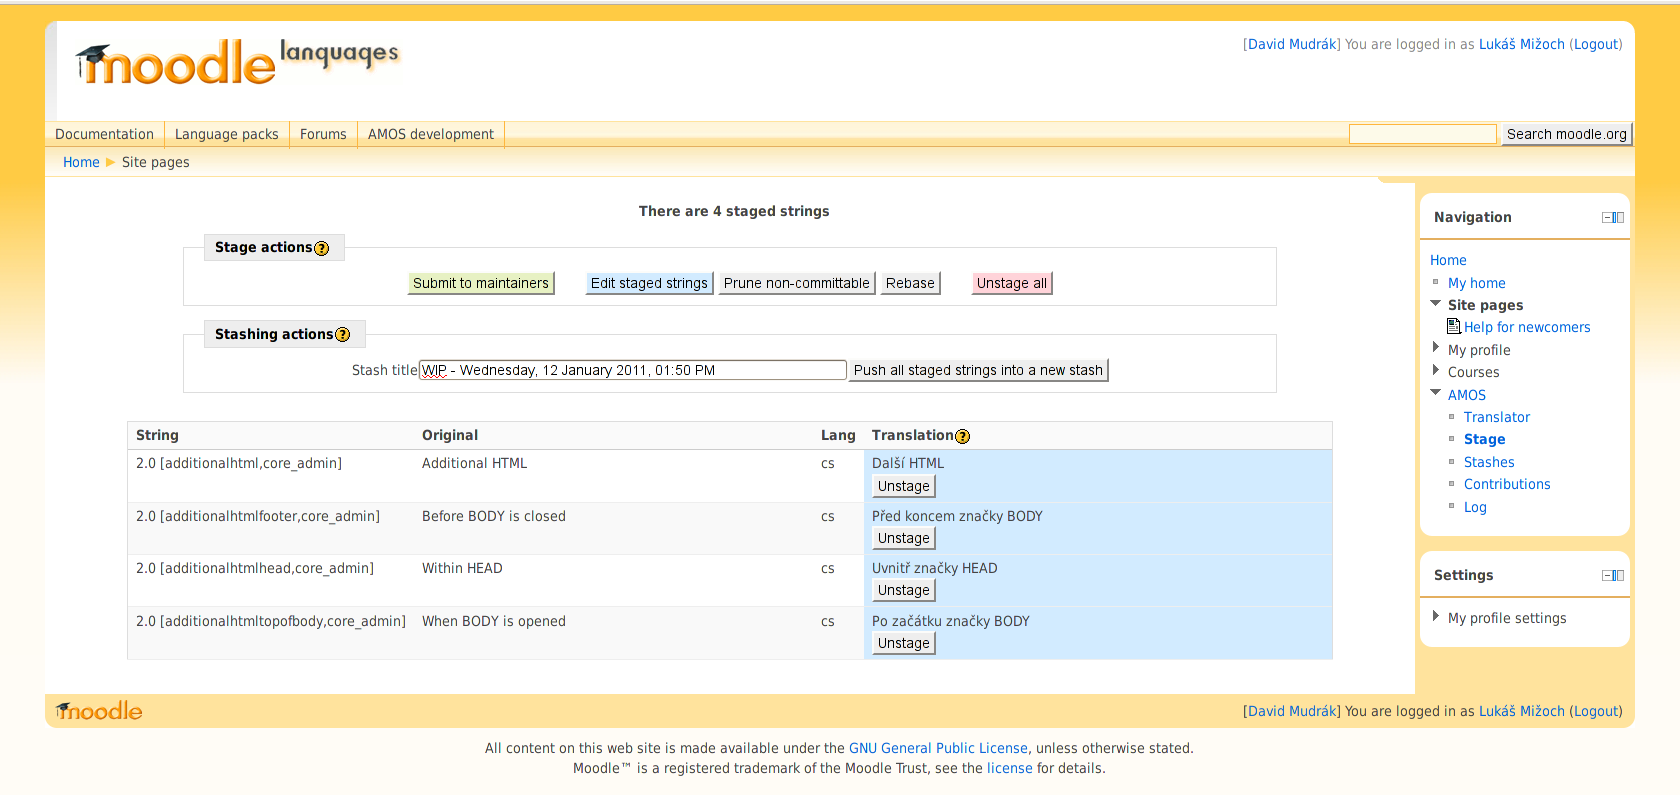 moodle languages
[David Mudrák] You are logged in as Lukáš Mižoch (Logout)
Documentation Language packs Forums AMOS development Search moodle.org
Home Site pages
There are 4 staged strings
Stage actions?
Submit to maintainers Edit staged strings Prune non-committable Rebase Unstage all
Stashing actions?
Stash title WIP - Wednesday, 12 January 2011, 01:50 PM Push all staged strings into a new stash
String Original Lang Translation?
2.0 [additionalhtml,core_admin] Additional HTML cs Další HTML
Unstage
2.0 [additionalhtmlfooter,core_admin] Before BODY is closed cs Před koncem značky BODY
Unstage
2.0 [additionalhtmlhead,core_admin] Within HEAD cs Uvnitř značky HEAD
Unstage
2.0 [additionalhtmltopofbody,core_admin] When BODY is opened cs Po začátku značky BODY
Unstage
Navigation
Home
My home
Site pages
Help for newcomers
My profile
Courses
AMOS
Translator
Stage
Stashes
Contributions
Log
Settings
My profile settings
moodle
[David Mudrák] You are logged in as Lukáš Mižoch (Logout)
All content on this web site is made available under the GNU General Public License, unless otherwise stated.
Moodle™ is a registered trademark of the Moodle Trust, see the license for details.